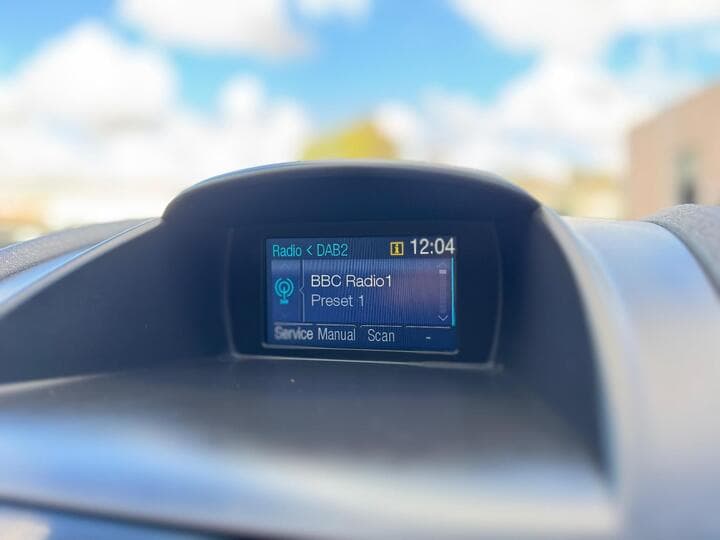 Radio < DAB2 12:04
BBC Radio1
Preset 1
Service Manual Scan -